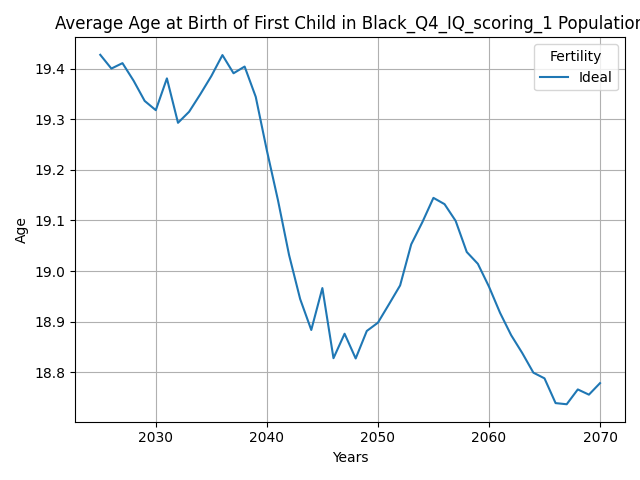 Average Age at Birth of First Child in Black_Q4_IQ_scoring_1 Population
Fertility
Ideal
19.4
19.3
19.2
19.1
19.0
18.9
18.8
Age
2030 2040 2050 2060 2070
Years